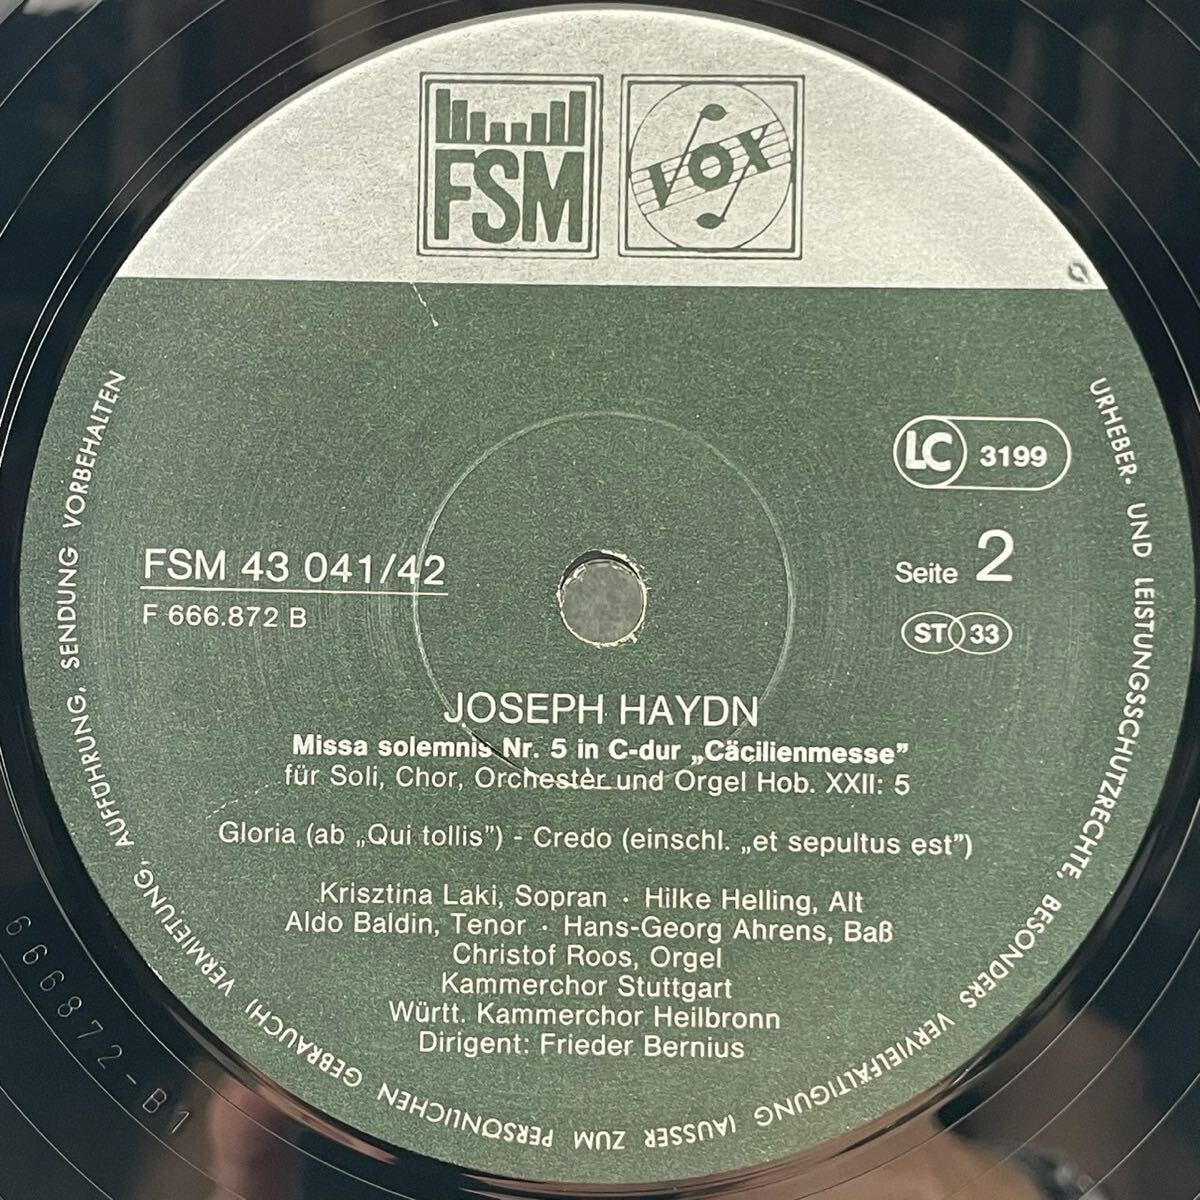 FSM
VOX
LC 3199
FSM 43 041/42
F 666.872 B
Seite 2
ST 33
JOSEPH HAYDN
Missa solemnis Nr. 5 in C-dur „Cäcilienmesse”
für Soli, Chor, Orchester und Orgel Hob. XXII: 5
Gloria (ab „Qui tollis”) - Credo (einschl. „et sepultus est”)
Krisztina Laki, Sopran · Hilke Helling, Alt
Aldo Baldin, Tenor · Hans-Georg Ahrens, Baß
Christof Roos, Orgel
Kammerchor Stuttgart
Württ. Kammerchor Heilbronn
Dirigent: Frieder Bernius
URHEBER- UND LEISTUNGSSCHUTZRECHTE, BESONDERS VERVIELFÄLTIGUNG (AUSSER ZUM PERSÖNLICHEN GEBRAUCH) VERMIETUNG, AUFFÜHRUNG, SENDUNG VORBEHALTEN
666872-B1